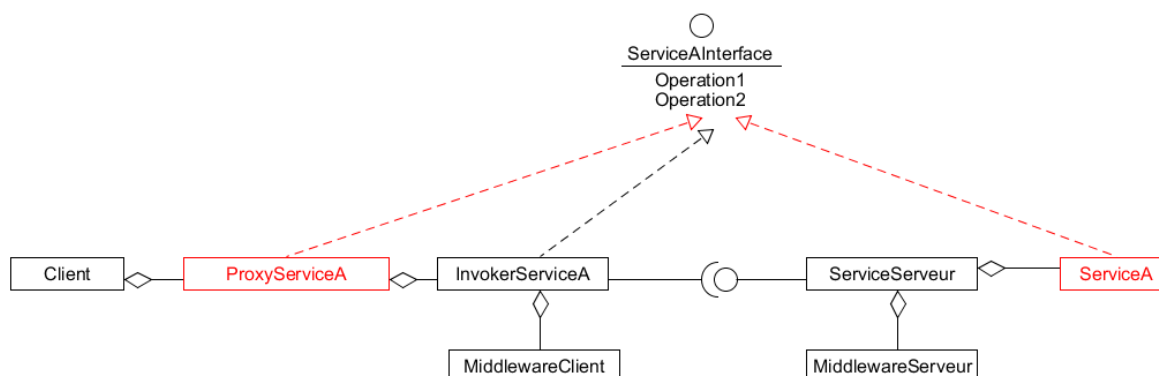 ServiceAInterface
Operation1
Operation2
Client
ProxyServiceA
InvokerServiceA
ServiceServeur
ServiceA
MiddlewareClient
MiddlewareServeur